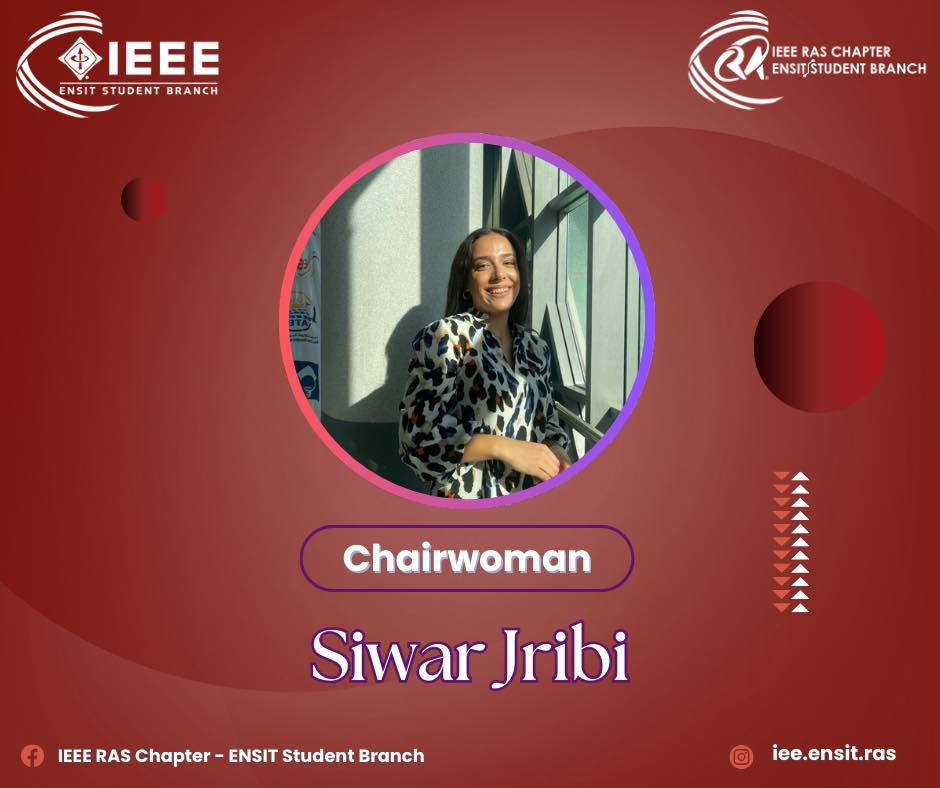 IEEE
ENSIT STUDENT BRANCH
IEEE RAS CHAPTER
ENSIT STUDENT BRANCH
Chairwoman
Siwar Jribi
IEEE RAS Chapter - ENSIT Student Branch
iee.ensit.ras